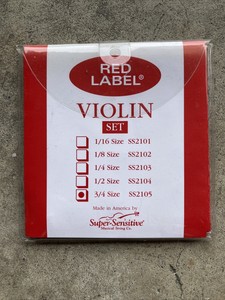 RED
LABEL®
VIOLIN
SET
1/16 Size SS2101
1/8 Size SS2102
1/4 Size SS2103
1/2 Size SS2104
3/4 Size SS2105
Made in America by
Super-Sensitive®
Musical String Co.